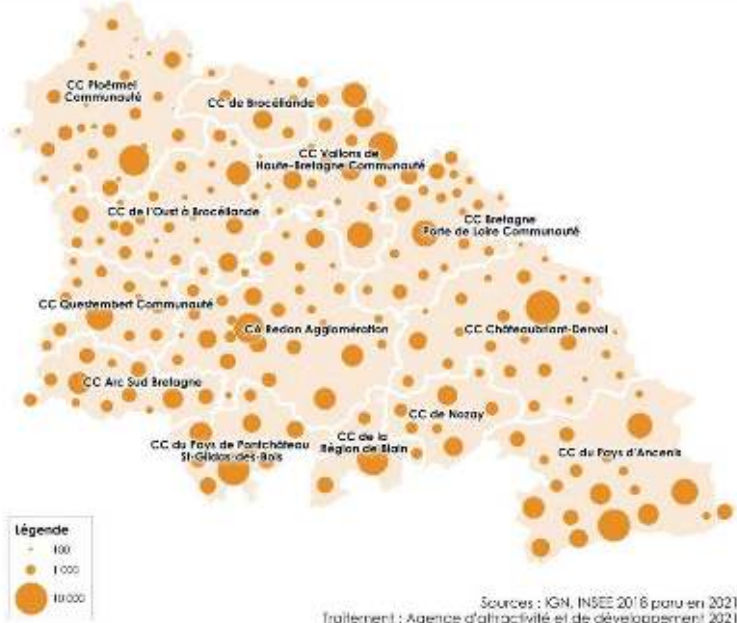 CC Ploërmel
Communauté
CC de Brocéliande
CC Vallons de
Haute-Bretagne Communauté
CC de l'Oust à Brocéliande
CC Bretagne
Porte de Loire Communauté
CC Questembert Communauté
CA Redon Agglomération
CC Châteaubriant-Derval
CC Arc Sud Bretagne
CC de Nozay
CC du Pays de Pontchâteau
St-Gildas-des-Bois
CC de la
Région de Blain
CC du Pays d'Ancenis
Légende
100
1 000
10 000
Sources : IGN, INSEE 2018 paru en 2021
Traitement : Agence d'attractivité et de développement 2021